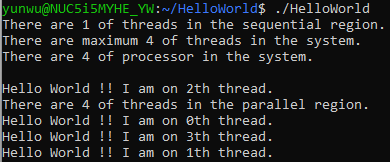 yunwu@NUC5i5MYHE_YW:~/HelloWorld$ ./HelloWorld
There are 1 of threads in the sequential region.
There are maximum 4 of threads in the system.
There are 4 of processor in the system.
Hello World !! I am on 2th thread.
There are 4 of threads in the parallel region.
Hello World !! I am on 0th thread.
Hello World !! I am on 3th thread.
Hello World !! I am on 1th thread.